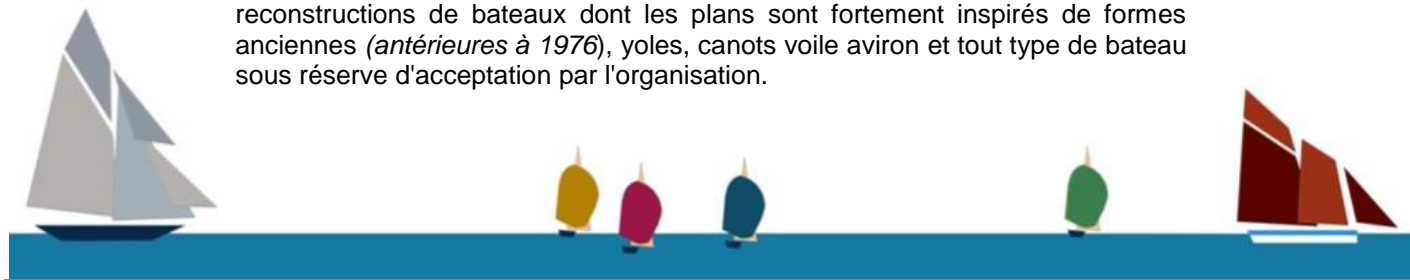 reconstructions de bateaux dont les plans sont fortement inspirés de formes
anciennes (antérieures à 1976), yoles, canots voile aviron et tout type de bateau
sous réserve d'acceptation par l'organisation.